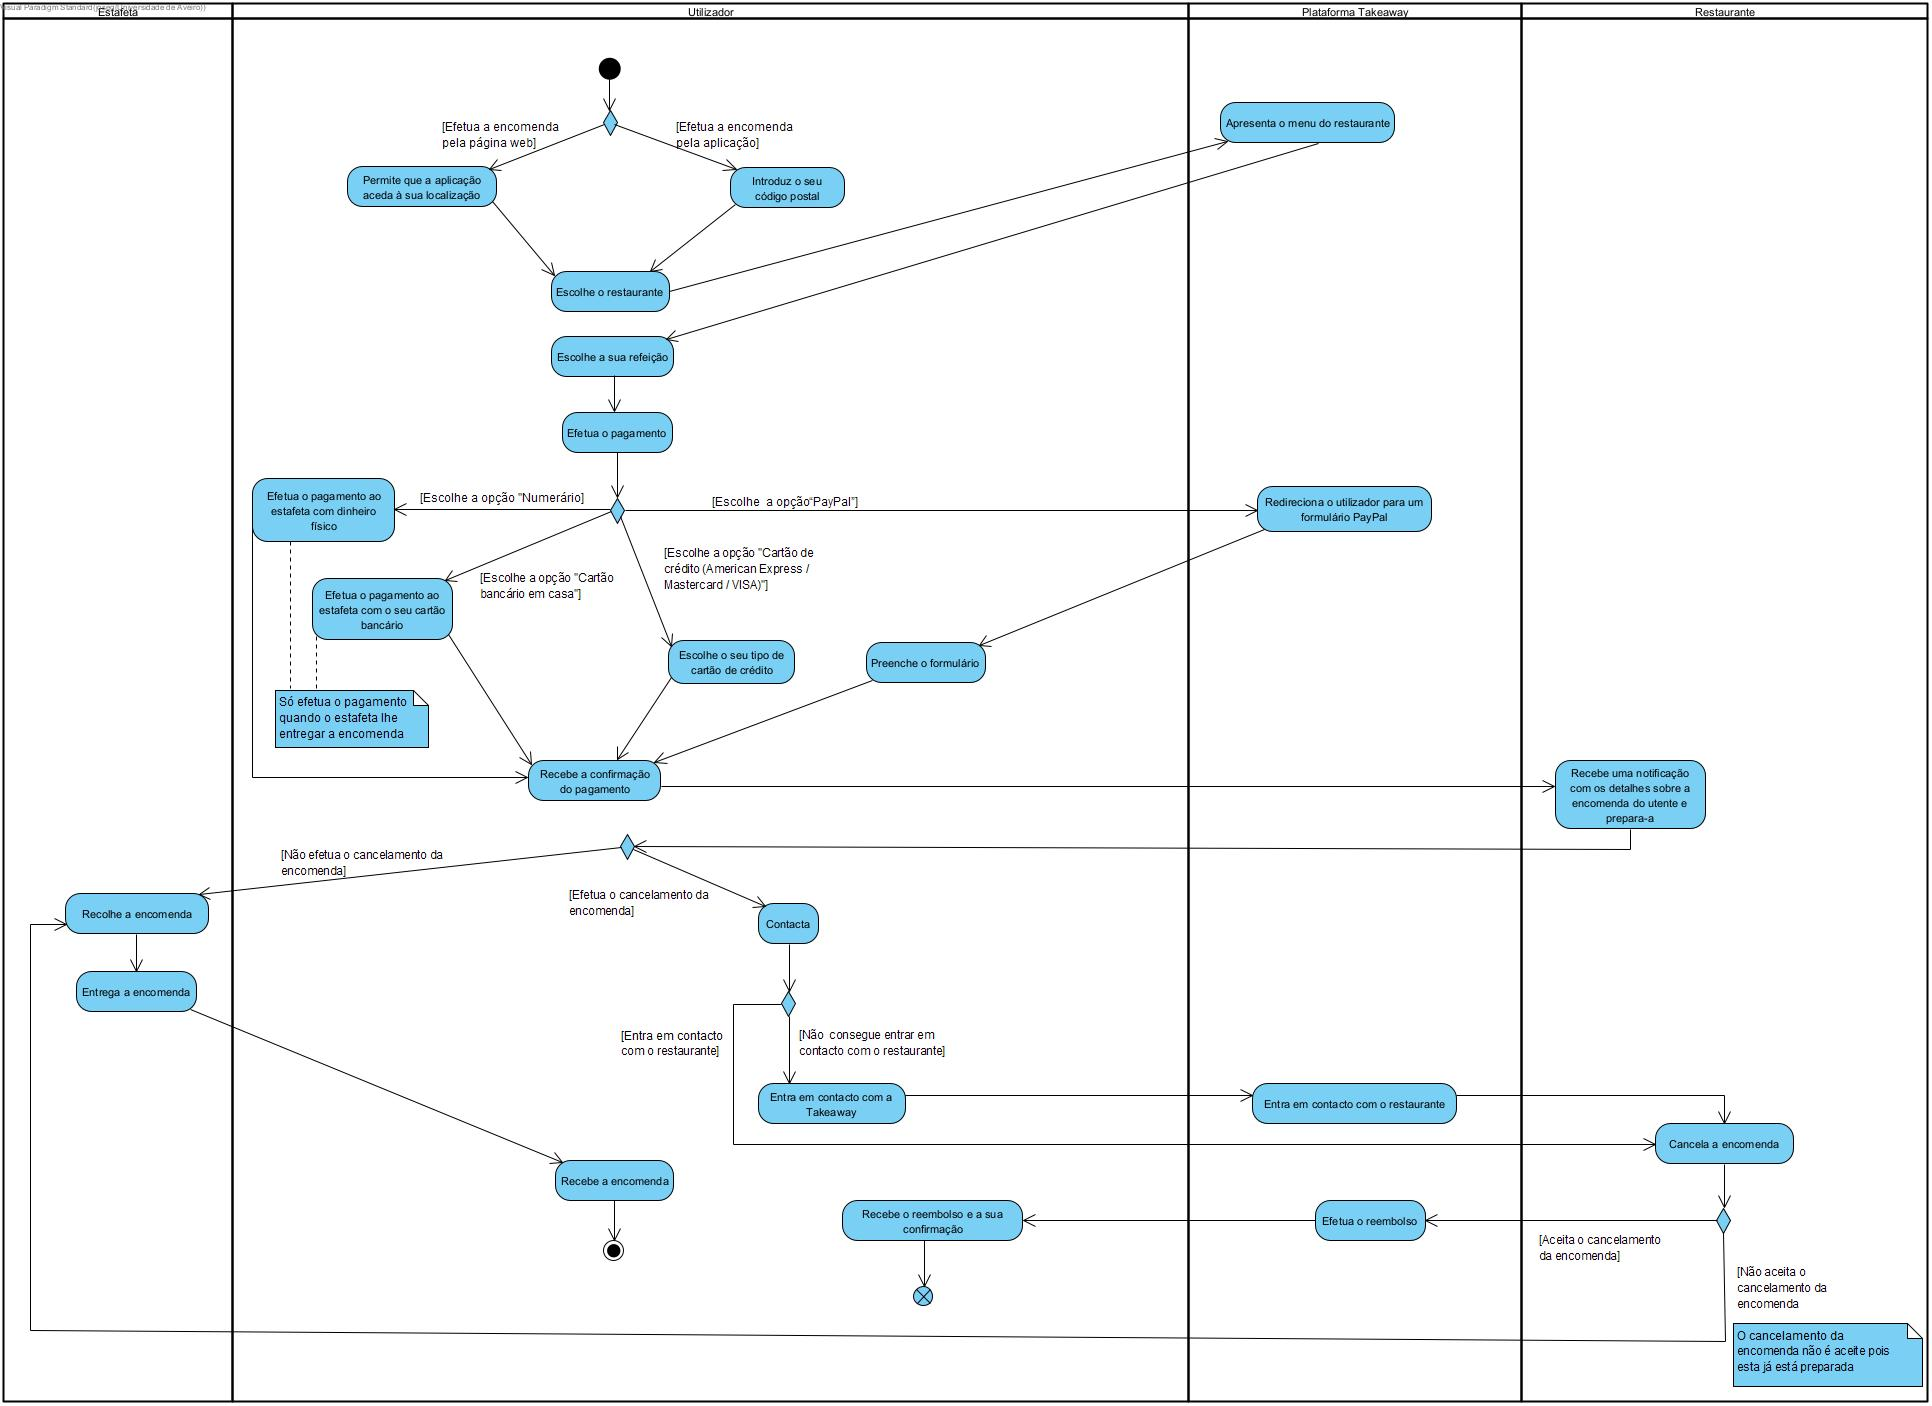 Estafeta
Utilizador
Plataforma Takeaway
Restaurante
[Efetua a encomenda
pela página web]
[Efetua a encomenda
pela aplicação]
Apresenta o menu do restaurante
Permite que a aplicação
aceda à sua localização
Introduz o seu
código postal
Escolhe o restaurante
Escolhe a sua refeição
Efetua o pagamento
Efetua o pagamento ao
estafeta com dinheiro
físico
[Escolhe a opção "Numerário]
[Escolhe  a opção“PayPal”]
Redireciona o utilizador para um
formulário PayPal
[Escolhe a opção "Cartão de
crédito (American Express /
Mastercard / VISA)"]
[Escolhe a opção "Cartão
bancário em casa"]
Efetua o pagamento ao
estafeta com o seu cartão
bancário
Escolhe o seu tipo de
cartão de crédito
Preenche o formulário
Só efetua o pagamento
quando o estafeta lhe
entregar a encomenda
Recebe a confirmação
do pagamento
Recebe uma notificação
com os detalhes sobre a
encomenda do utente e
prepara-a
[Não efetua o cancelamento da
encomenda]
[Efetua o cancelamento da
encomenda]
Recolhe a encomenda
Contacta
Entrega a encomenda
[Entra em contacto
com o restaurante]
[Não  consegue entrar em
contacto com o restaurante]
Entra em contacto com a
Takeaway
Entra em contacto com o restaurante
Cancela a encomenda
Recebe a encomenda
Recebe o reembolso e a sua
confirmação
Efetua o reembolso
[Aceita o cancelamento
da encomenda]
[Não aceita o
cancelamento da
encomenda
O cancelamento da
encomenda não é aceite pois
esta já está preparada